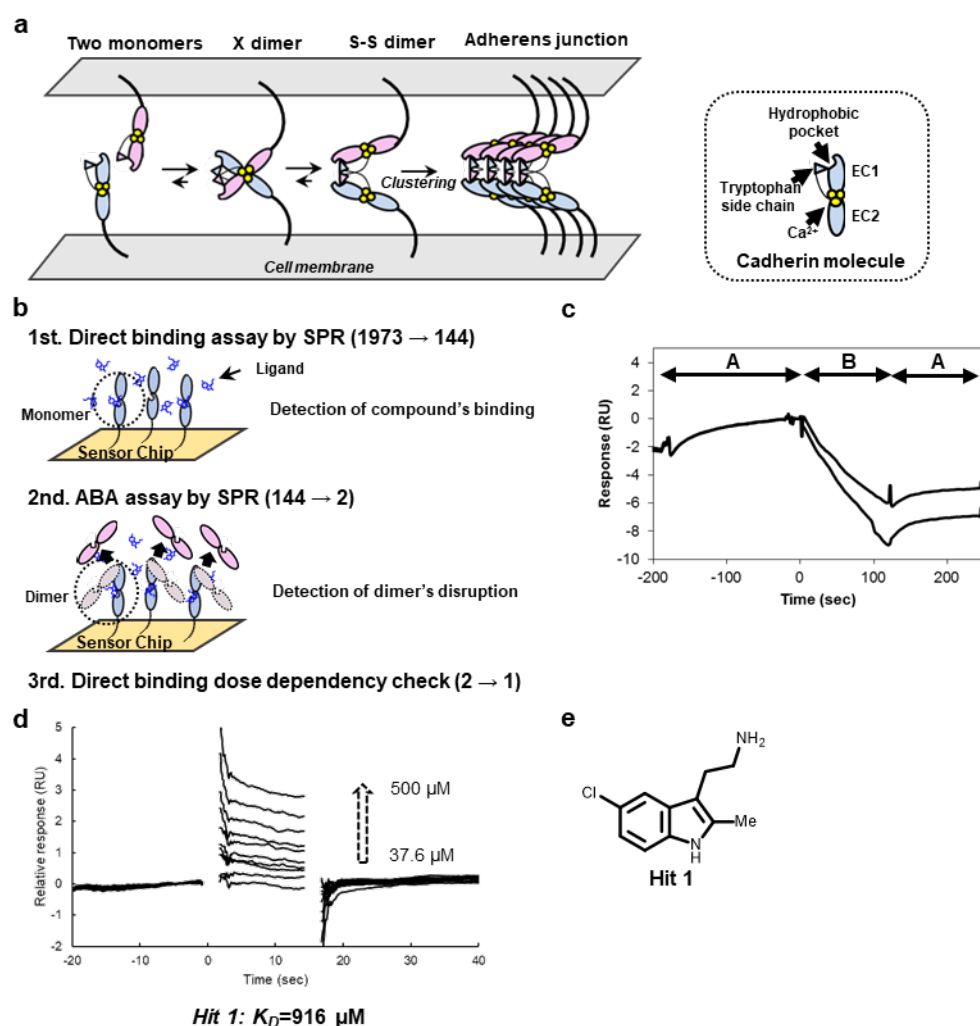 a
Two monomers
X dimer
S-S dimer
Adherens junction
Clustering
Cell membrane
Hydrophobic
pocket
EC1
Tryptophan
side chain
EC2
Ca²⁺
Cadherin molecule
b
1st. Direct binding assay by SPR (1973 → 144)
Ligand
Monomer
Detection of compound's binding
Sensor Chip
2nd. ABA assay by SPR (144 → 2)
Dimer
Detection of dimer's disruption
Sensor Chip
3rd. Direct binding dose dependency check (2 → 1)
c
A
B
A
4
2
0
-2
-4
-6
-8
-10
Response (RU)
-200
-100
0
100
200
Time (sec)
d
5
4
3
2
1
0
-1
-2
Relative response (RU)
500 μM
37.6 μM
-20
-10
0
10
20
30
40
Time (sec)
Hit 1: KD=916 μM
e
NH₂
Cl
Me
N
H
Hit 1